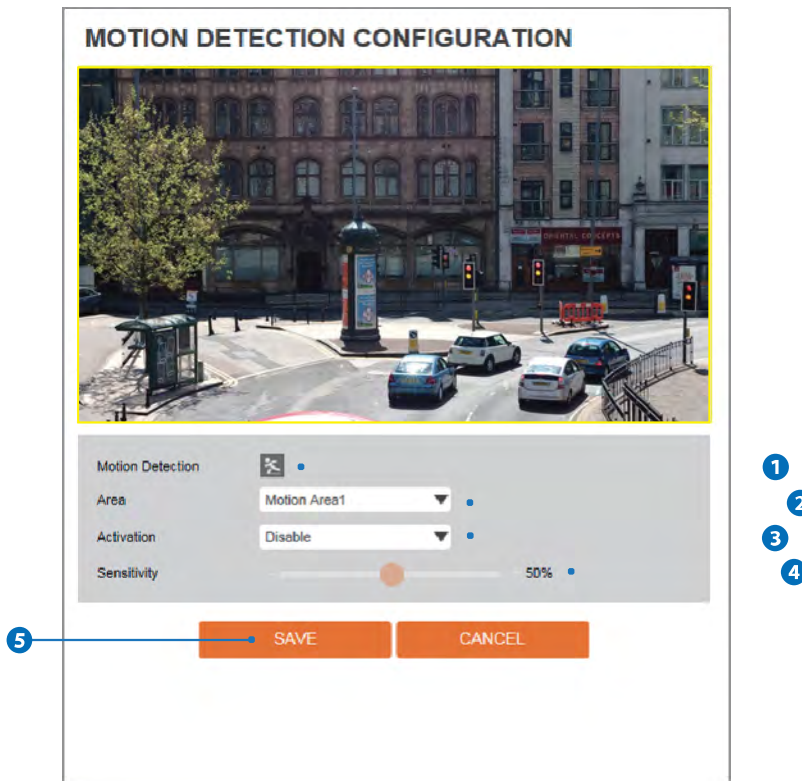 MOTION DETECTION CONFIGURATION
ORIENTAL CONCEPTS
Motion Detection
1
Area
Motion Area1
2
Activation
Disable
3
Sensitivity
50%
4
5
SAVE
CANCEL